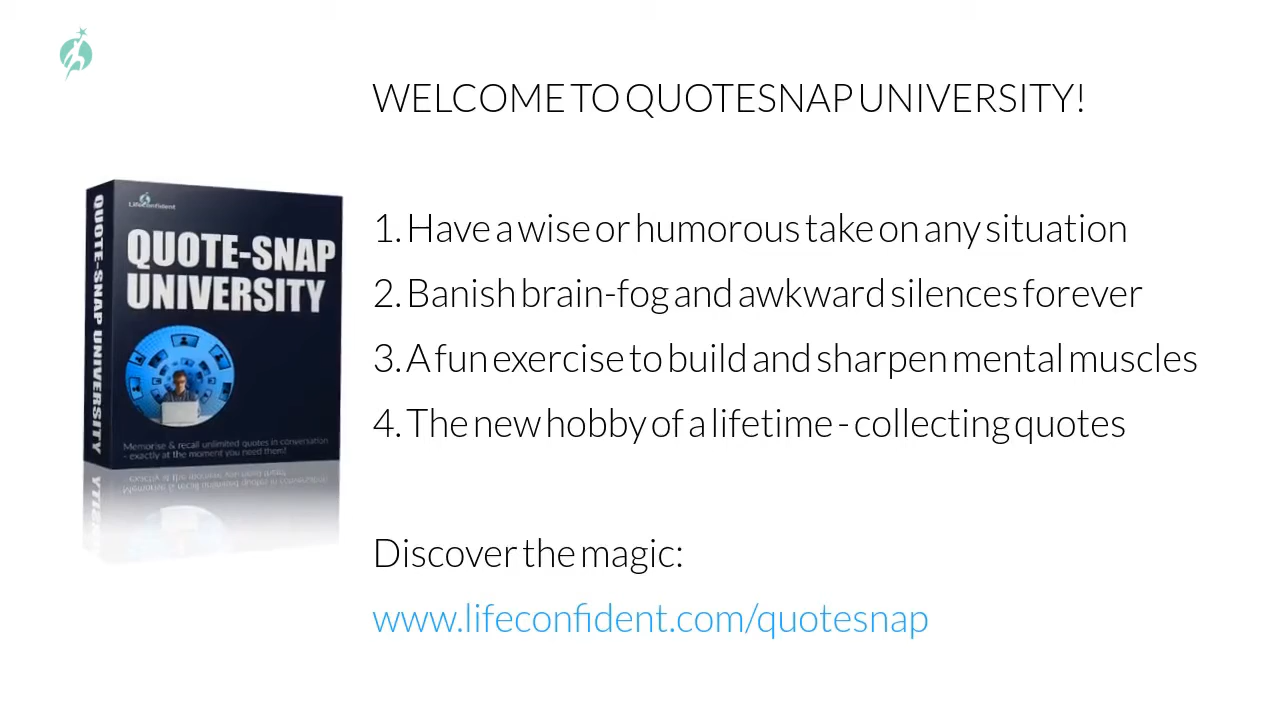 WELCOME TO QUOTESNAP UNIVERSITY!
LifeConfident
QUOTE-SNAP
UNIVERSITY
QUOTE-SNAP UNIVERSITY
Memorise & recall unlimited quotes in conversation
- exactly at the moment you need them!
1. Have a wise or humorous take on any situation
2. Banish brain-fog and awkward silences forever
3. A fun exercise to build and sharpen mental muscles
4. The new hobby of a lifetime - collecting quotes
Discover the magic:
www.lifeconfident.com/quotesnap